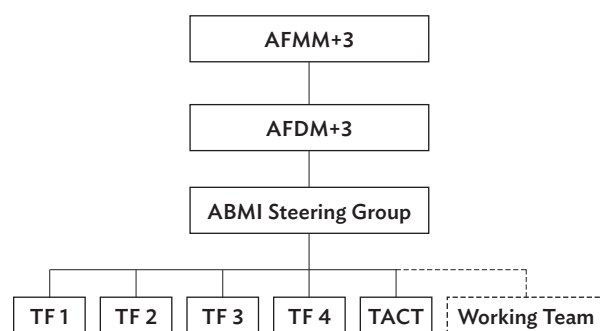 AFMM+3
AFDM+3
ABMI Steering Group
TF 1 TF 2 TF 3 TF 4 TACT Working Team